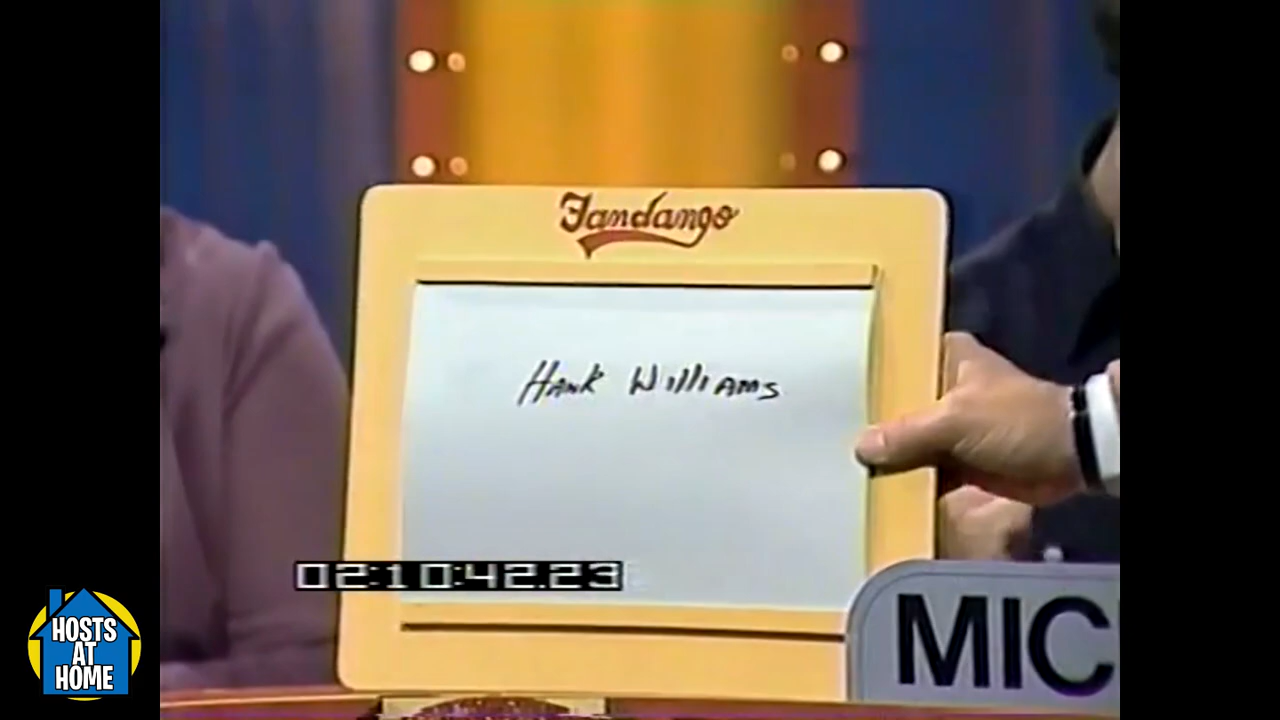 Fandango
Hank Williams
02:10:42.23
MIC
HOSTS
AT
HOME